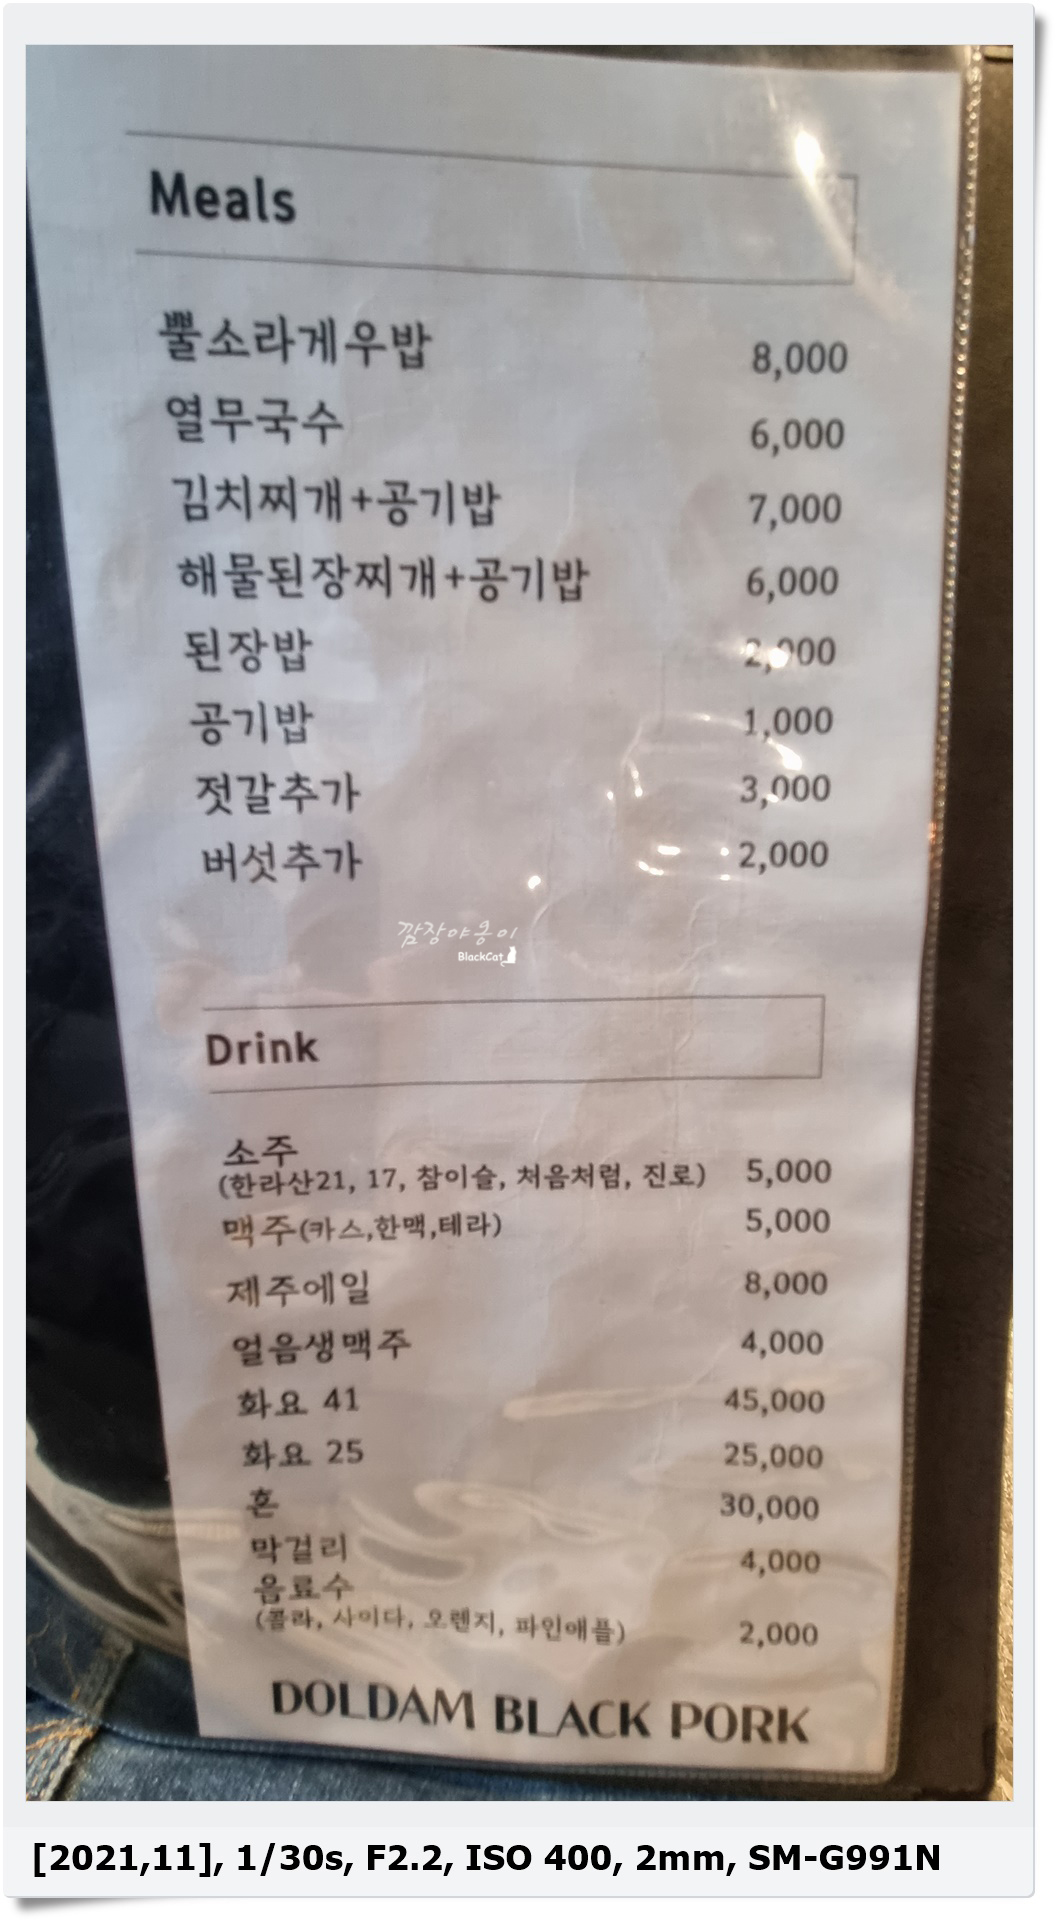 Meals
뿔소라게우밥 8,000
열무국수 6,000
김치찌개+공기밥 7,000
해물된장찌개+공기밥 6,000
된장밥 2,000
공기밥 1,000
젓갈추가 3,000
버섯추가 2,000
깜장야옹이
BlackCat
Drink
소주
(한라산21, 17, 참이슬, 처음처럼, 진로) 5,000
맥주(카스,한맥,테라) 5,000
제주에일 8,000
얼음생맥주 4,000
화요 41 45,000
화요 25 25,000
혼 30,000
막걸리 4,000
음료수
(콜라, 사이다, 오렌지, 파인애플) 2,000
DOLDAM BLACK PORK
[2021,11], 1/30s, F2.2, ISO 400, 2mm, SM-G991N